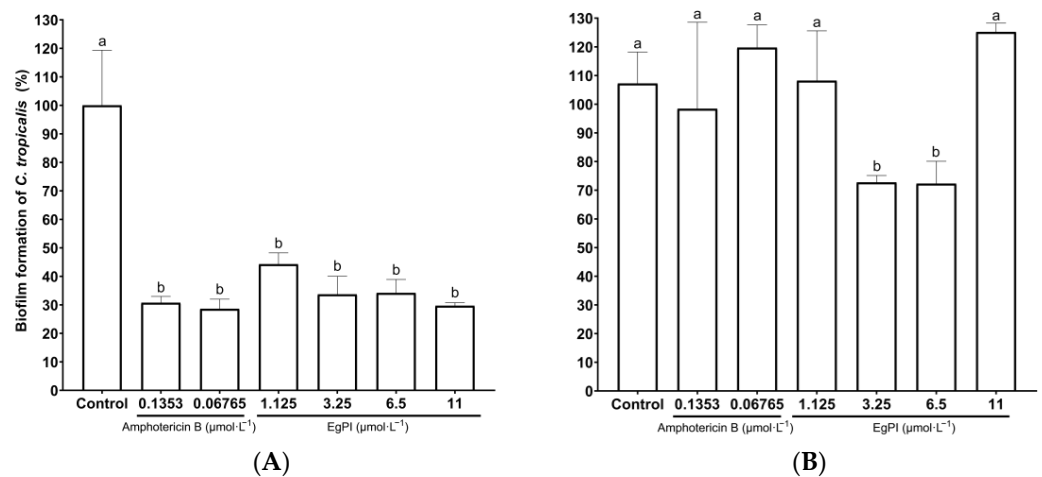 Biofilm formation of C. tropicalis (%)
130
120
110
100
90
80
70
60
50
40
30
20
10
0
a
b
b
b
b
b
b
Control
0.1353
0.06765
1.125
3.25
6.5
11
Amphotericin B (µmol·L⁻¹)
EgPI (µmol·L⁻¹)
(A)
130
120
110
100
90
80
70
60
50
40
30
20
10
0
a
a
a
a
b
b
a
Control
0.1353
0.06765
1.125
3.25
6.5
11
Amphotericin B (µmol·L⁻¹)
EgPI (µmol·L⁻¹)
(B)